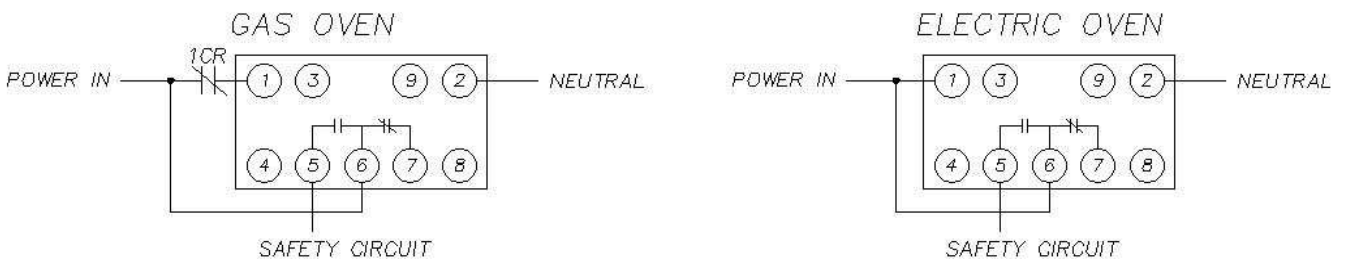 GAS OVEN
1CR
POWER IN
1 3 9 2
NEUTRAL
4 5 6 7 8
SAFETY CIRCUIT
ELECTRIC OVEN
POWER IN
1 3 9 2
NEUTRAL
4 5 6 7 8
SAFETY CIRCUIT